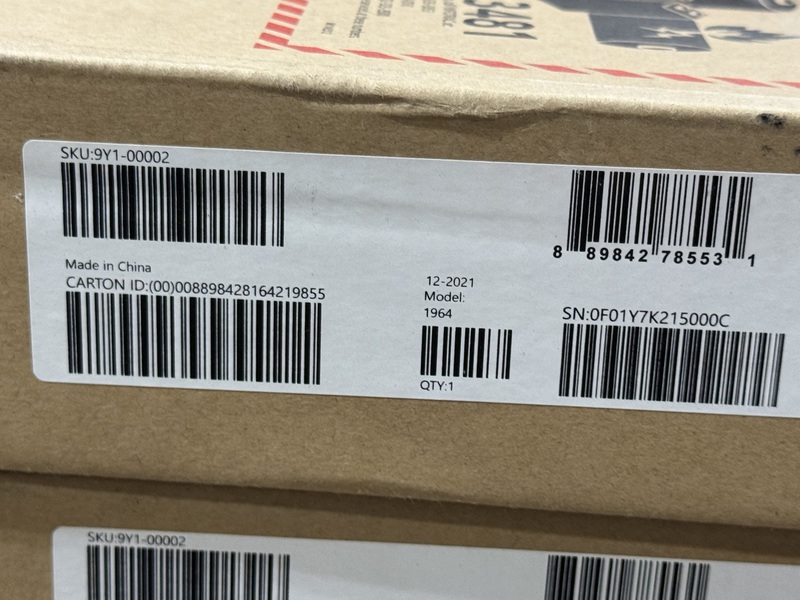 3481
SKU:9Y1-00002
8 89842 78553 1
Made in China
CARTON ID:(00)008898428164219855
12-2021
Model:
1964
QTY:1
SN:0F01Y7K215000C
SKU:9Y1-00002